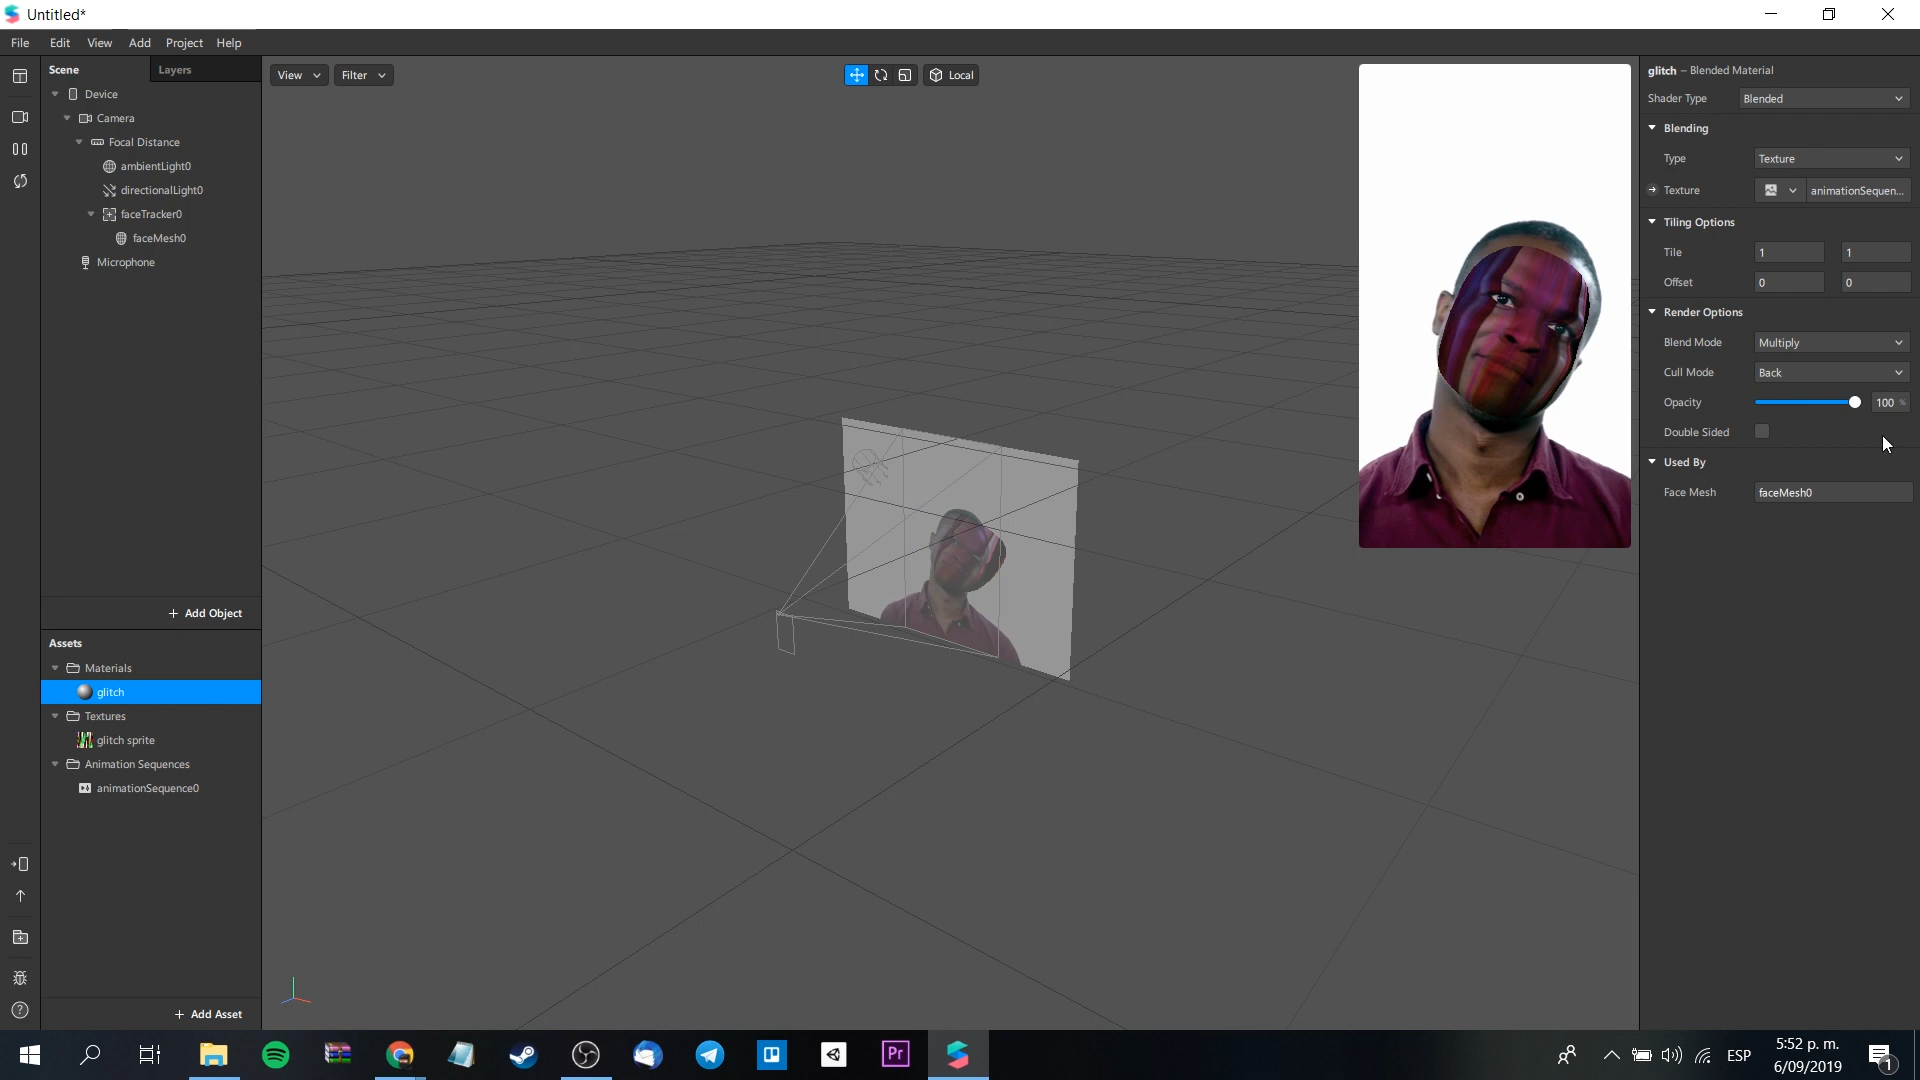 Untitled*
File Edit View Add Project Help
Scene Layers
Device
Camera
Focal Distance
ambientLight0
directionalLight0
faceTracker0
faceMesh0
Microphone
+ Add Object
Assets
Materials
glitch
Textures
glitch sprite
Animation Sequences
animationSequence0
+ Add Asset
View Filter Local
glitch – Blended Material
Shader Type Blended
Blending
Type Texture
Texture animationSequen...
Tiling Options
Tile 1 1
Offset 0 0
Render Options
Blend Mode Multiply
Cull Mode Back
Opacity 100 %
Double Sided
Used By
Face Mesh faceMesh0
Pr
ESP
5:52 p. m.
6/09/2019
1